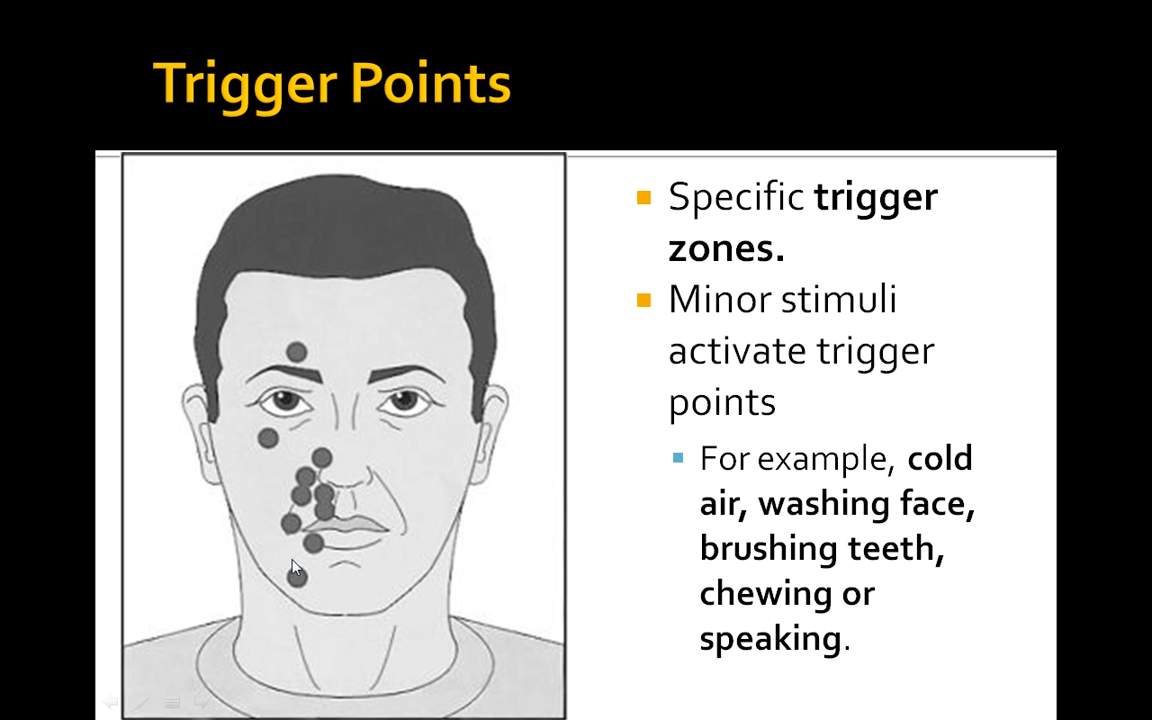 Trigger Points
Specific trigger
zones.
Minor stimuli
activate trigger
points
For example, cold
air, washing face,
brushing teeth,
chewing or
speaking.